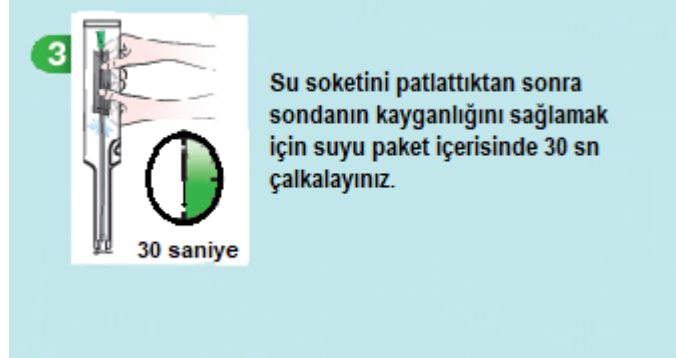 3
30 saniye
Su soketini patlattıktan sonra
sondanın kayganlığını sağlamak
için suyu paket içerisinde 30 sn
çalkalayınız.